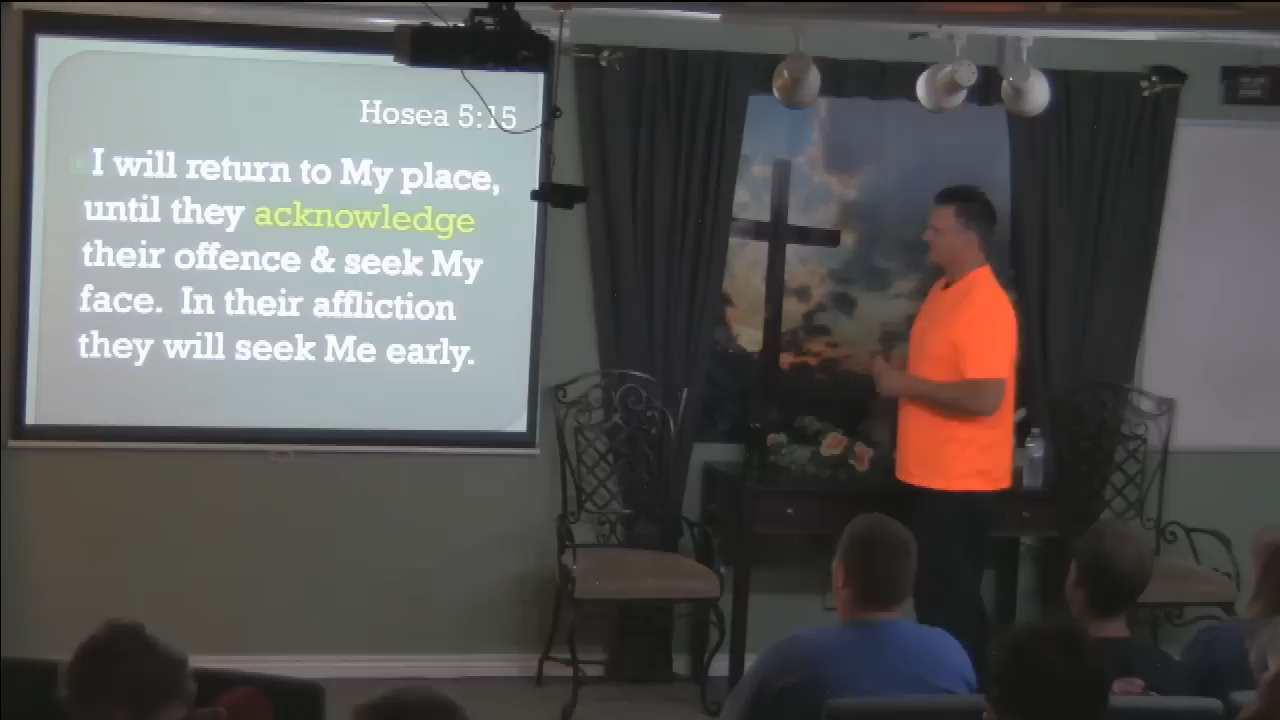 Hosea 5:15
I will return to My place,
until they acknowledge
their offence & seek My
face.  In their affliction
they will seek Me early.